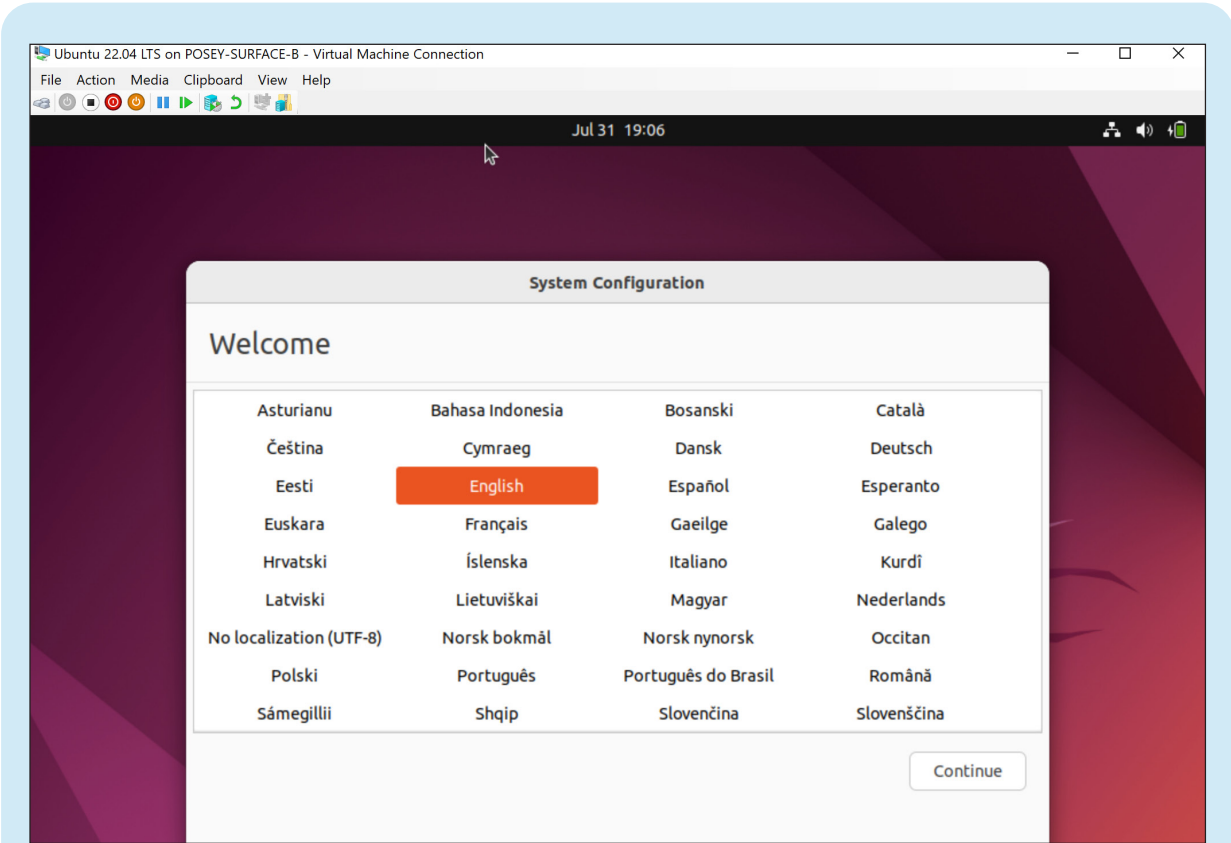 Ubuntu 22.04 LTS on POSEY-SURFACE-B - Virtual Machine Connection
File Action Media Clipboard View Help
Jul 31 19:06
System Configuration
Welcome
Asturianu Bahasa Indonesia Bosanski Català
Čeština Cymraeg Dansk Deutsch
Eesti English Español Esperanto
Euskara Français Gaeilge Galego
Hrvatski Íslenska Italiano Kurdî
Latviski Lietuviškai Magyar Nederlands
No localization (UTF-8) Norsk bokmål Norsk nynorsk Occitan
Polski Português Português do Brasil Română
Sámegillii Shqip Slovenčina Slovenščina
Continue